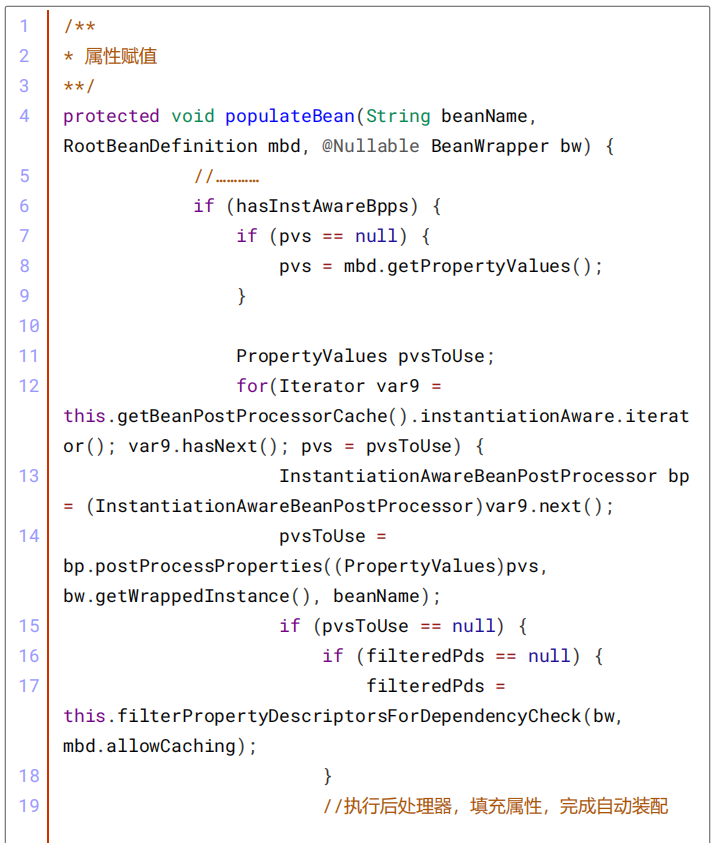 1 /**
2 * 属性赋值
3 **/
4 protected void populateBean(String beanName,
RootBeanDefinition mbd, @Nullable BeanWrapper bw) {
5 //…………
6 if (hasInstAwareBpps) {
7 if (pvs == null) {
8 pvs = mbd.getPropertyValues();
9 }
10
11 PropertyValues pvsToUse;
12 for(Iterator var9 =
this.getBeanPostProcessorCache().instantiationAware.iterat
or(); var9.hasNext(); pvs = pvsToUse) {
13 InstantiationAwareBeanPostProcessor bp
= (InstantiationAwareBeanPostProcessor)var9.next();
14 pvsToUse =
bp.postProcessProperties((PropertyValues)pvs,
bw.getWrappedInstance(), beanName);
15 if (pvsToUse == null) {
16 if (filteredPds == null) {
17 filteredPds =
this.filterPropertyDescriptorsForDependencyCheck(bw,
mbd.allowCaching);
18 }
19 //执行后处理器，填充属性，完成自动装配